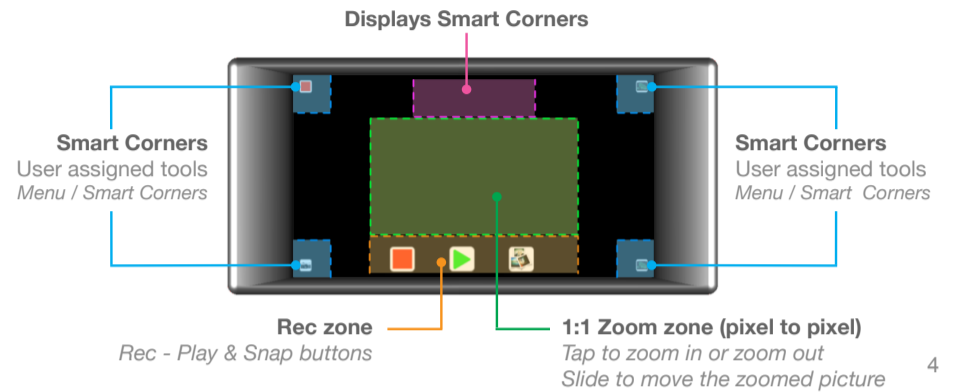 Displays Smart Corners
Smart Corners
User assigned tools
Menu / Smart Corners
Smart Corners
User assigned tools
Menu / Smart Corners
Rec zone
Rec - Play & Snap buttons
1:1 Zoom zone (pixel to pixel)
Tap to zoom in or zoom out
Slide to move the zoomed picture
4